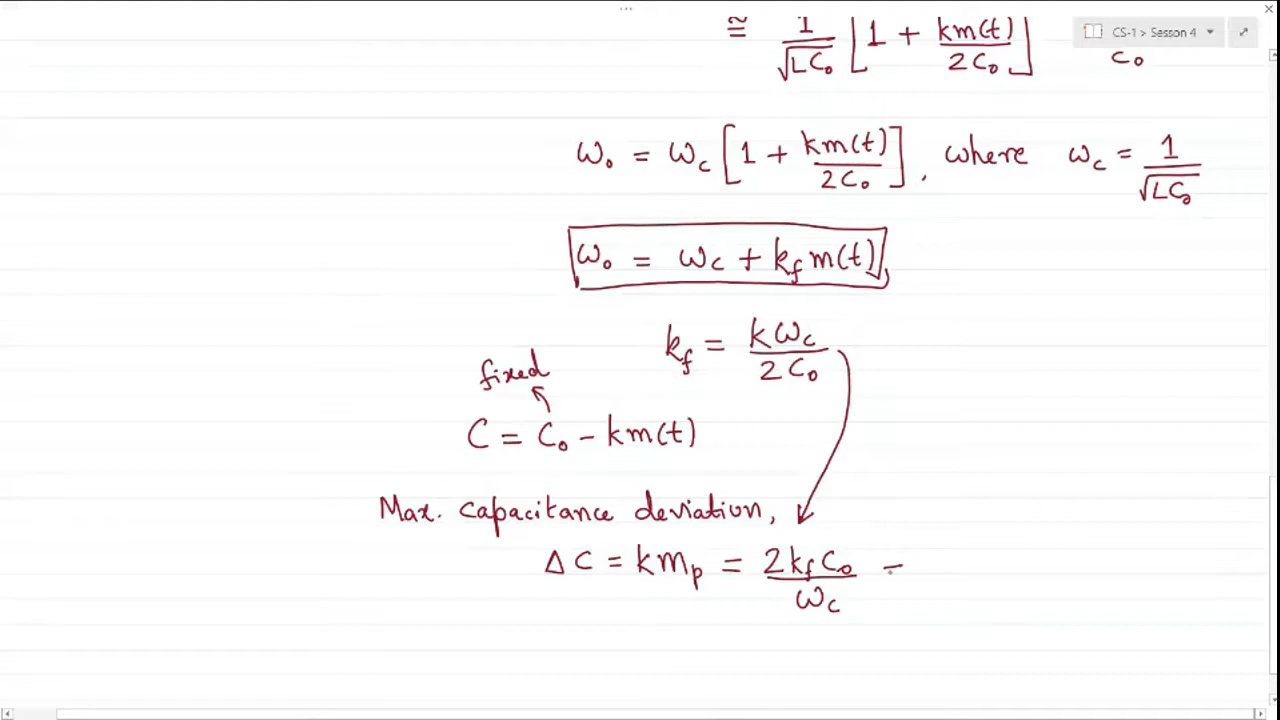 ≅ 1/√LC₀ [1 + km(t)/2C₀] C₀
CS-1 > Sesson 4
ω₀ = ω_c [1 + km(t)/2C₀], where ω_c = 1/√LC₀
ω₀ = ω_c + k_f m(t)
k_f = kω_c/2C₀
fixed
C = C₀ - km(t)
Max. capacitance deviation,
ΔC = km_p = 2k_f C₀/ω_c =